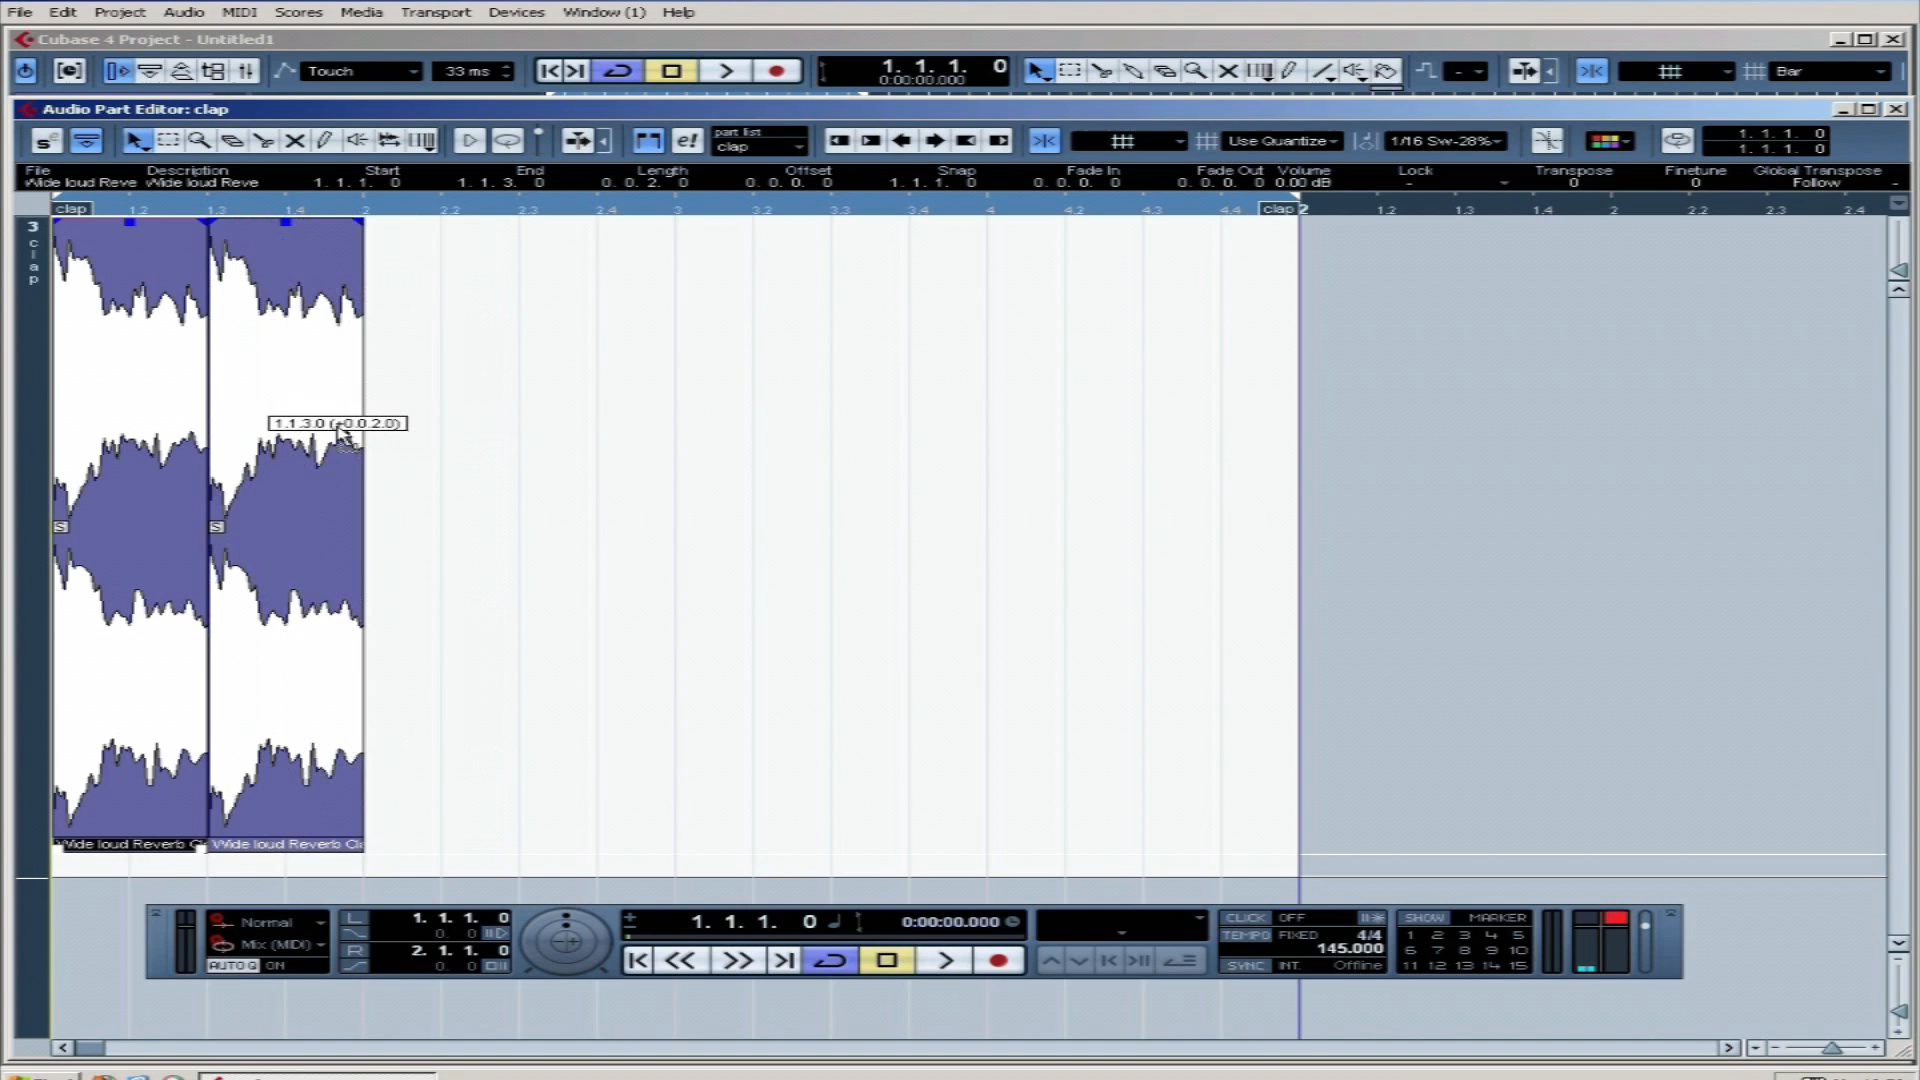 File Edit Project Audio MIDI Scores Media Transport Devices Window (1) Help
Cubase 4 Project - Untitled1
[e] Touch 33 ms 1. 1. 1. 0 0:00:00.000 - Bar
Audio Part Editor: clap
part list
clap
Use Quantize 1/16 Sw-28%
1. 1. 1. 0
1. 1. 1. 0
File Description Start End Length Offset Snap Fade In Fade Out Volume Lock Transpose Finetune Global Transpose
Wide loud Reve Wide loud Reve 1. 1. 1. 0 1. 1. 3. 0 0. 0. 2. 0 0. 0. 0. 0 1. 1. 1. 0 0. 0. 0. 0 0. 0. 0. 0 0.00 dB - 0 0 Follow -
clap 1.2 1.3 1.4 2 2.2 2.3 2.4 3 3.2 3.3 3.4 4 4.2 4.3 4.4 clap 2 1.2 1.3 1.4 2 2.2 2.3 2.4
3
clap
1.1.3.0 (+0.0.2.0)
S S
Wide loud Reverb C Wide loud Reverb Cl
Normal L 1. 1. 1. 0 1. 1. 1. 0 0:00:00.000 CLICK OFF SHOW MARKER
0. 0
Mix (MIDI) R 2. 1. 1. 0 TEMPO FIXED 4/4 145.000 1 2 3 4 5
6 7 8 9 10
AUTO Q ON 0. 0 SYNC INT. Offline 11 12 13 14 15